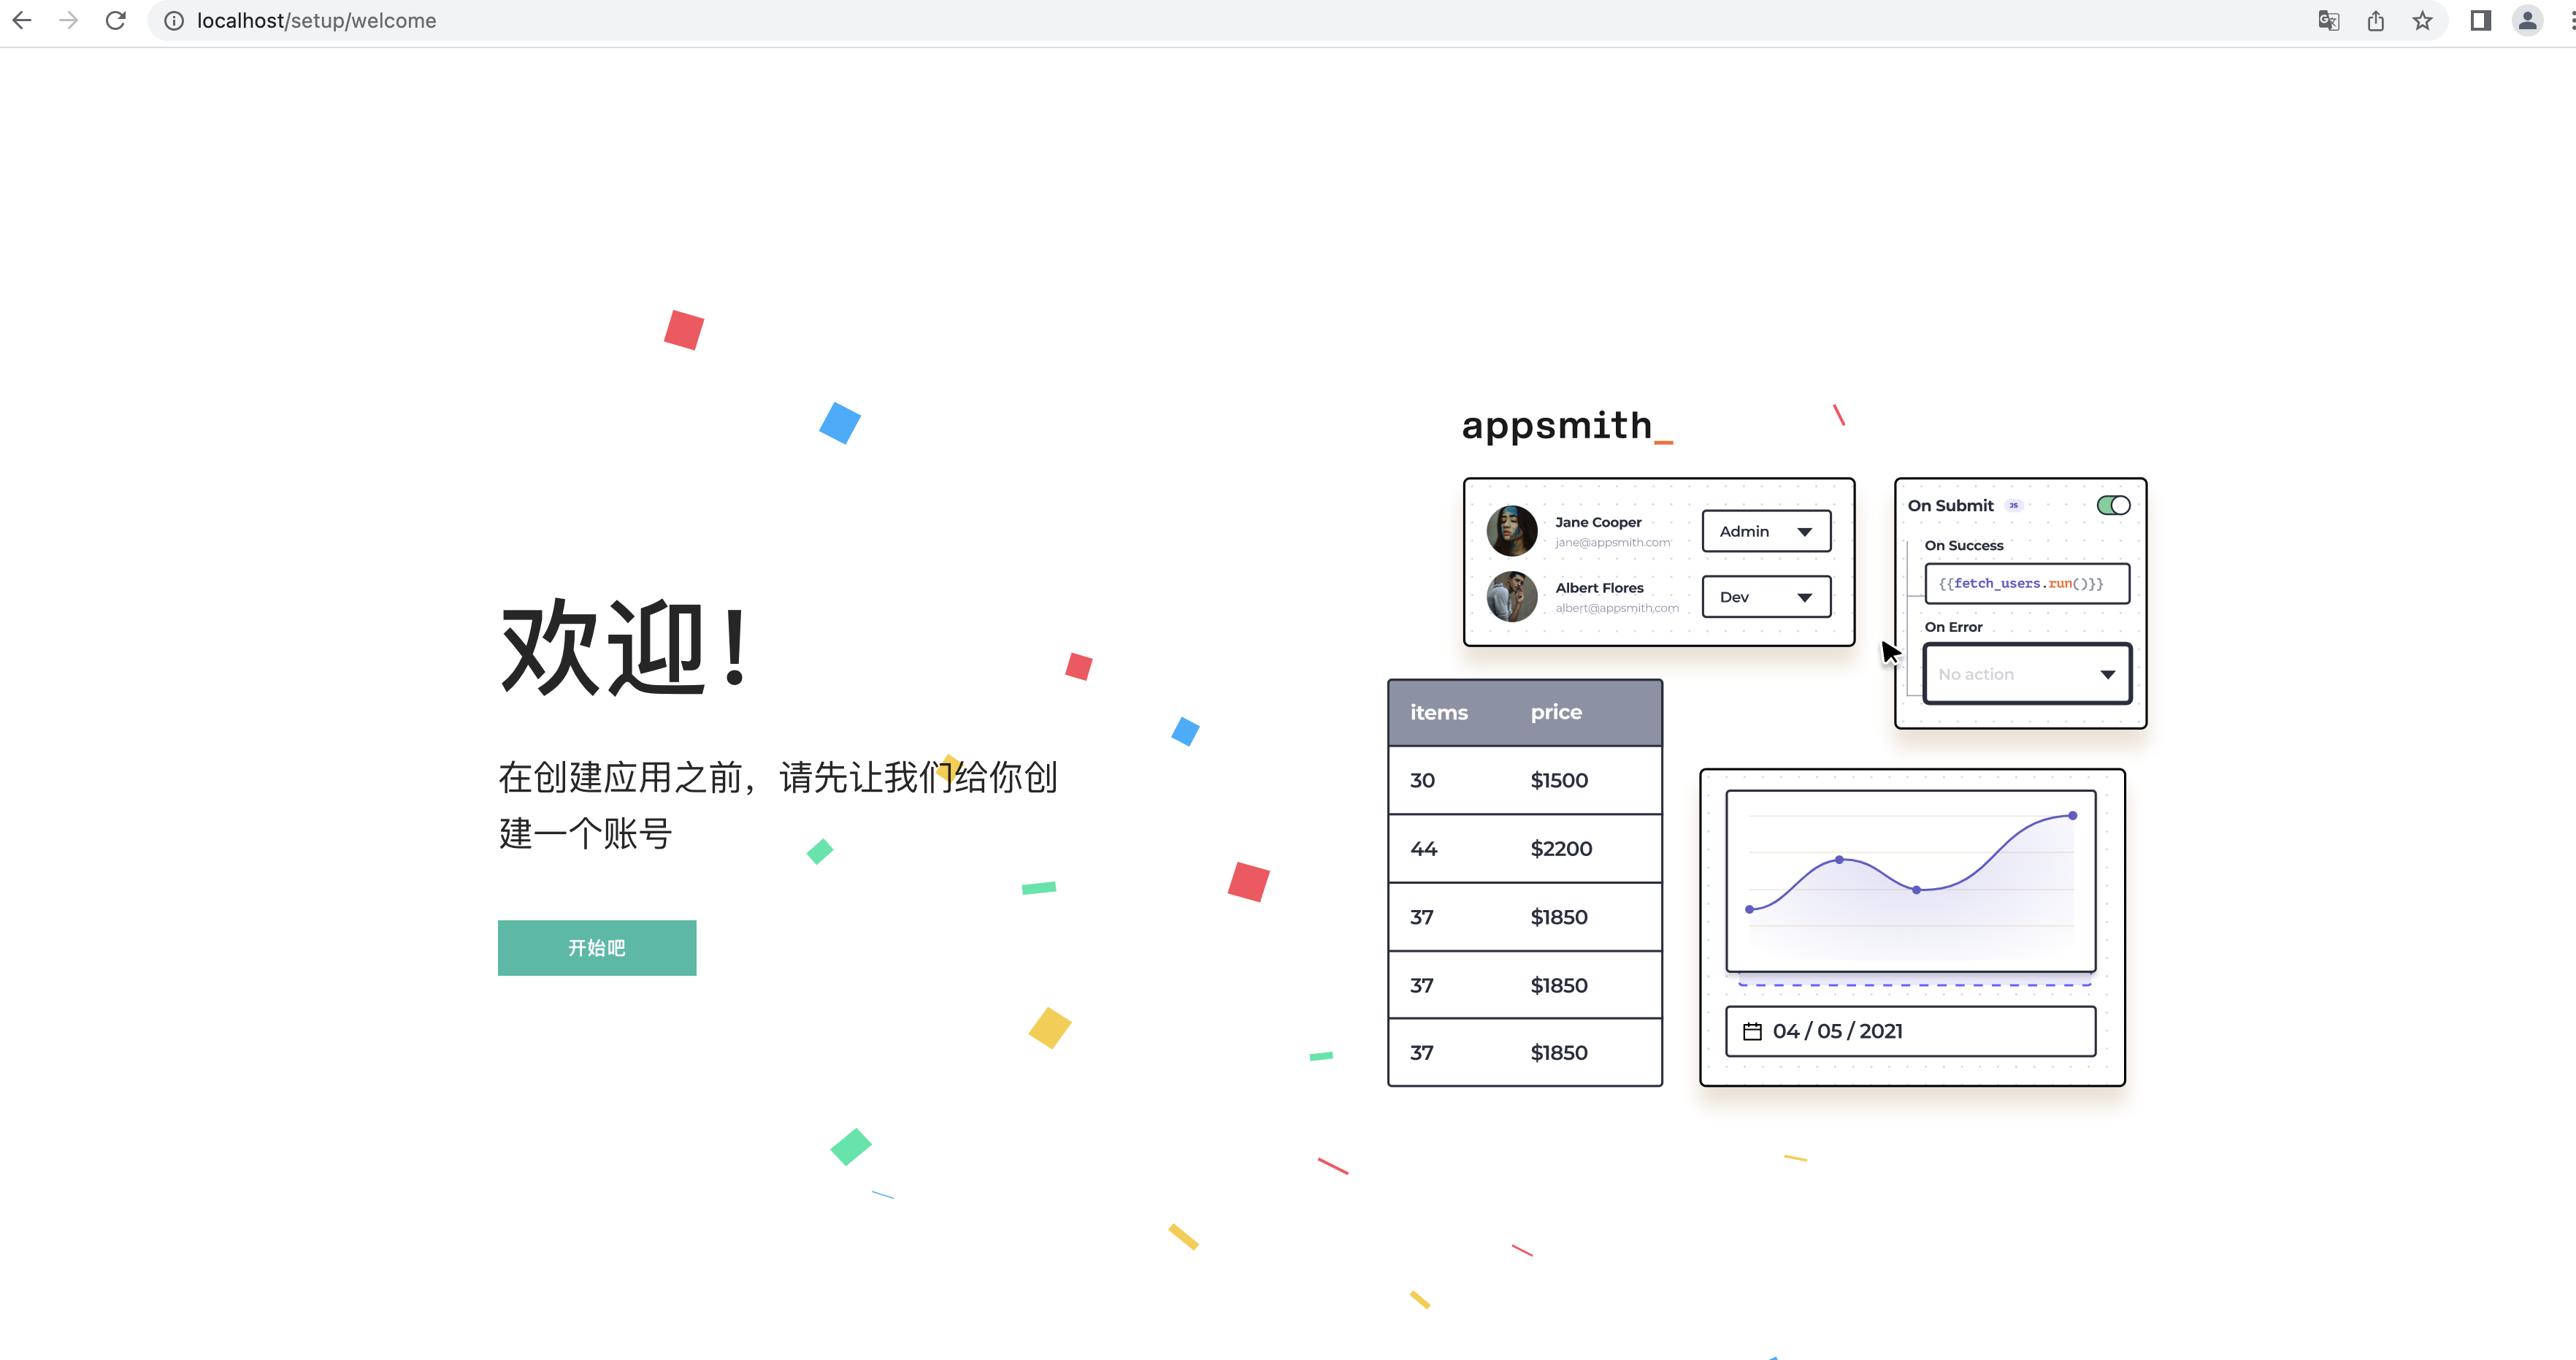 localhost/setup/welcome
欢迎！
在创建应用之前，请先让我们给你创
建一个账号
开始吧
appsmith_
Jane Cooper
jane@appsmith.com
Admin
Albert Flores
albert@appsmith.com
Dev
On Submit JS
On Success
{{fetch_users.run()}}
On Error
No action
items price
30 $1500
44 $2200
37 $1850
37 $1850
37 $1850
04 / 05 / 2021